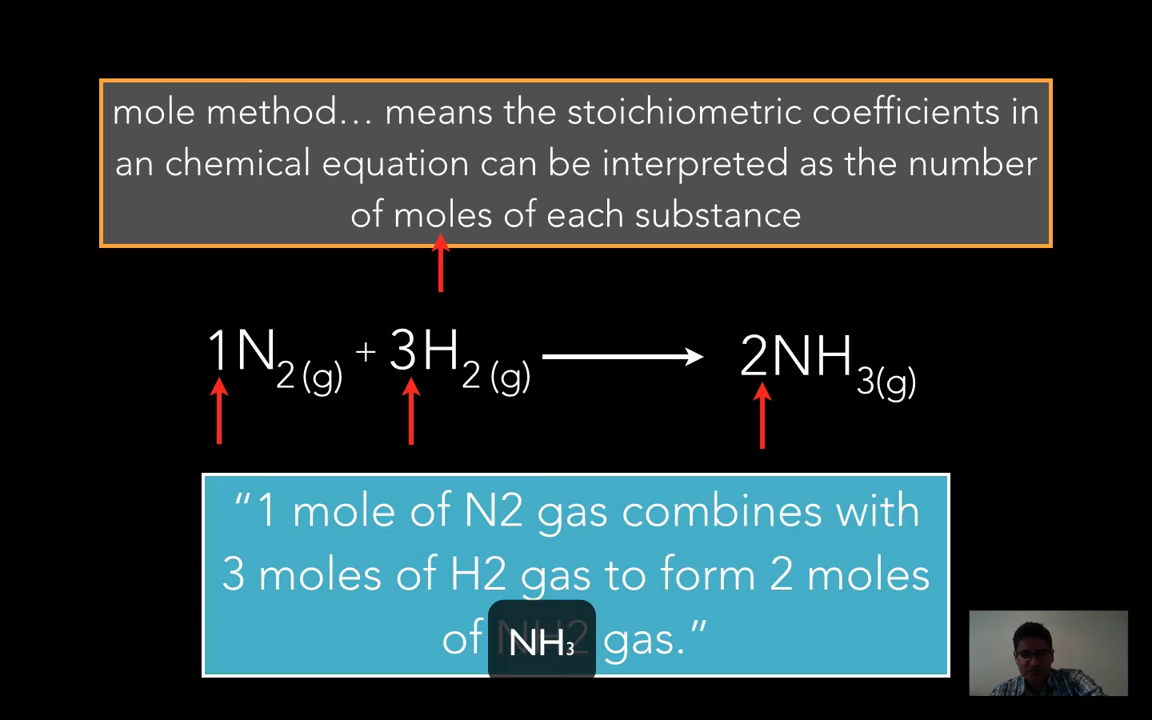 mole method... means the stoichiometric coefficients in
an chemical equation can be interpreted as the number
of moles of each substance
1N₂ (g) + 3H₂ (g) ⟶ 2NH₃(g)
“1 mole of N2 gas combines with
3 moles of H2 gas to form 2 moles
of NH₃ gas.”